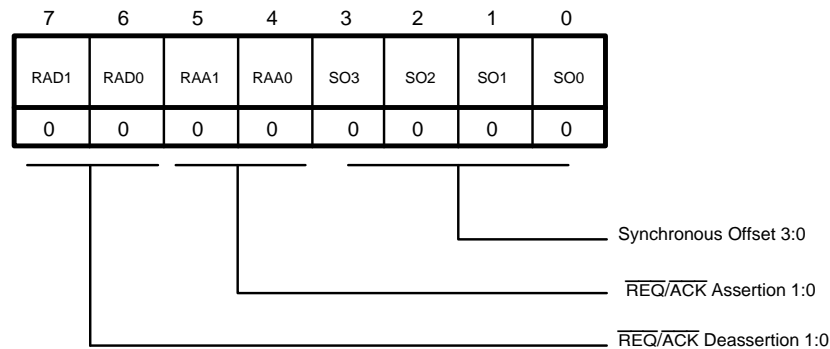 7 6 5 4 3 2 1 0
RAD1 RAD0 RAA1 RAA0 SO3 SO2 SO1 SO0
0 0 0 0 0 0 0 0
Synchronous Offset 3:0
REQ/ACK Assertion 1:0
REQ/ACK Deassertion 1:0